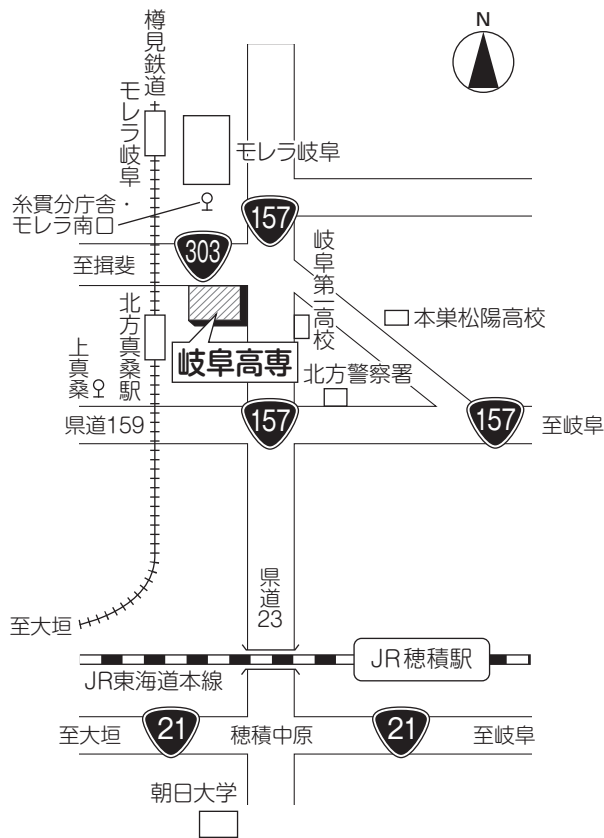 N
樽見鉄道
モレラ岐阜
モレラ岐阜
糸貫分庁舎・
モレラ南口
157
303
至揖斐
岐阜第一高校
本巣松陽高校
北方真桑駅
上真桑
岐阜高専
北方警察署
県道159
157
157
至岐阜
県道23
至大垣
JR穂積駅
JR東海道本線
至大垣
21
穂積中原
21
至岐阜
朝日大学